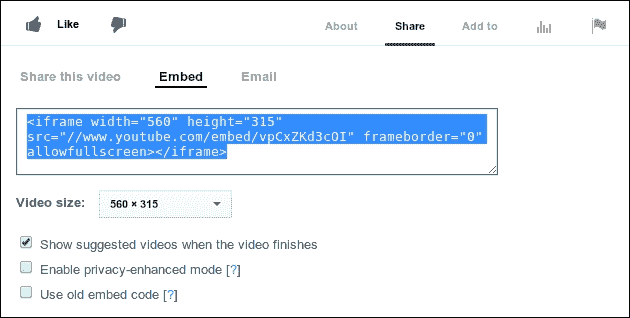 Like About Share Add to
Share this video Embed Email
<iframe width="560" height="315"
src="//www.youtube.com/embed/vpCxZKd3cOI" frameborder="0"
allowfullscreen></iframe>
Video size: 560 × 315
Show suggested videos when the video finishes
Enable privacy-enhanced mode [?]
Use old embed code [?]